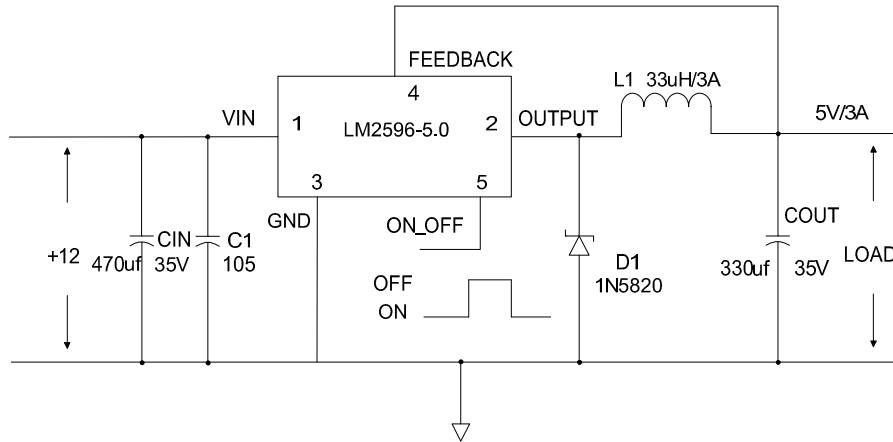 FEEDBACK
4
L1 33uH/3A
VIN
1
LM2596-5.0
2
OUTPUT
5V/3A
3
5
GND
ON_OFF
COUT
CIN
C1
+12
470uf
35V
105
D1
1N5820
330uf
35V
LOAD
OFF
ON